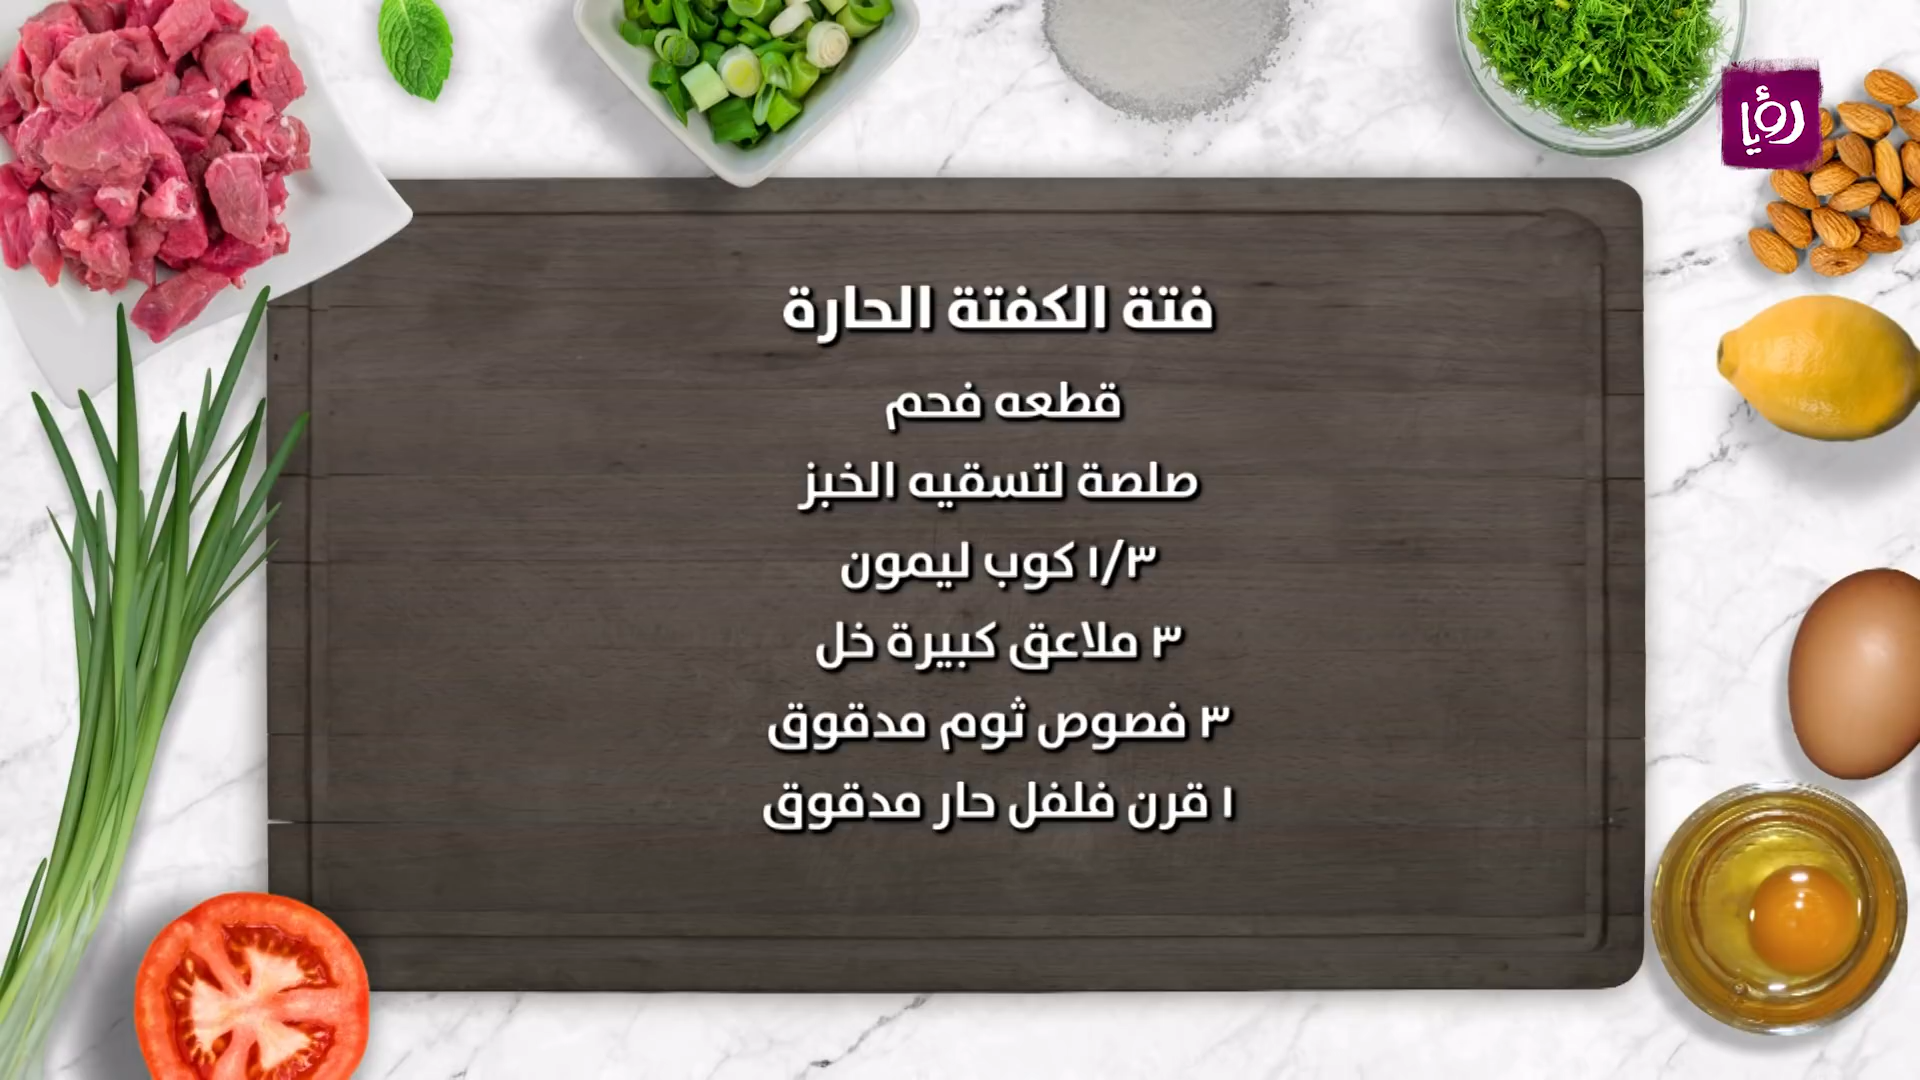 رؤيا
فتة الكفتة الحارة
قطعه فحم
صلصة لتسقيه الخبز
١/٣ كوب ليمون
٣ ملاعق كبيرة خل
٣ فصوص ثوم مدقوق
١ قرن فلفل حار مدقوق